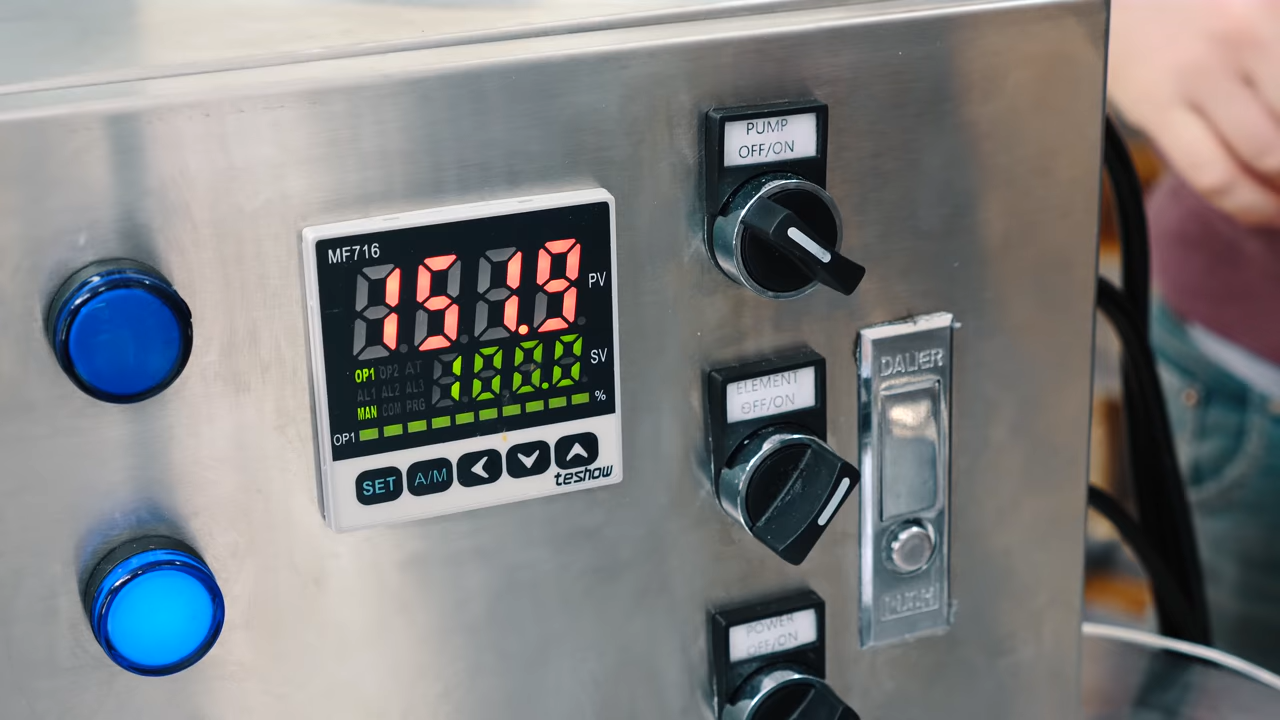 PUMP
OFF/ON
MF716
151.9
PV
OP1 OP2 AT
AL1 AL2 AL3
MAN COM PRG
100.0
SV
%
OP1
SET A/M
teshow
ELEMENT
OFF/ON
DALIER
PUSH
POWER
OFF/ON